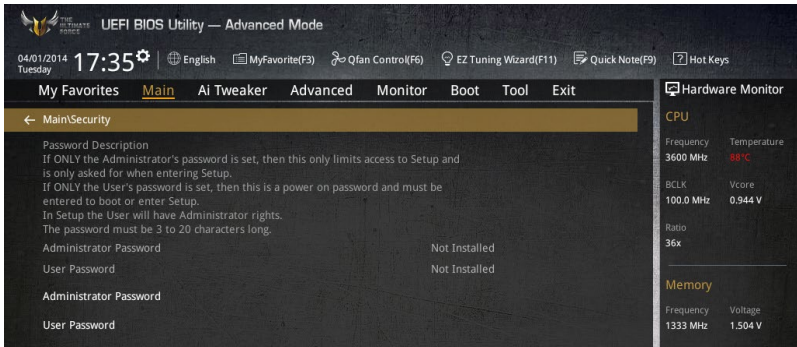 THE ULTIMATE FORCE
UEFI BIOS Utility — Advanced Mode
04/01/2014
Tuesday
17:35
English
MyFavorite(F3)
Qfan Control(F6)
EZ Tuning Wizard(F11)
Quick Note(F9)
? Hot Keys
My Favorites
Main
Ai Tweaker
Advanced
Monitor
Boot
Tool
Exit
← Main\Security
Password Description
If ONLY the Administrator's password is set, then this only limits access to Setup and
is only asked for when entering Setup.
If ONLY the User's password is set, then this is a power on password and must be
entered to boot or enter Setup.
In Setup the User will have Administrator rights.
The password must be 3 to 20 characters long.
Administrator Password Not Installed
User Password Not Installed
Administrator Password
User Password
Hardware Monitor
CPU
Frequency Temperature
3600 MHz 88°C
BCLK Vcore
100.0 MHz 0.944 V
Ratio
36x
Memory
Frequency Voltage
1333 MHz 1.504 V